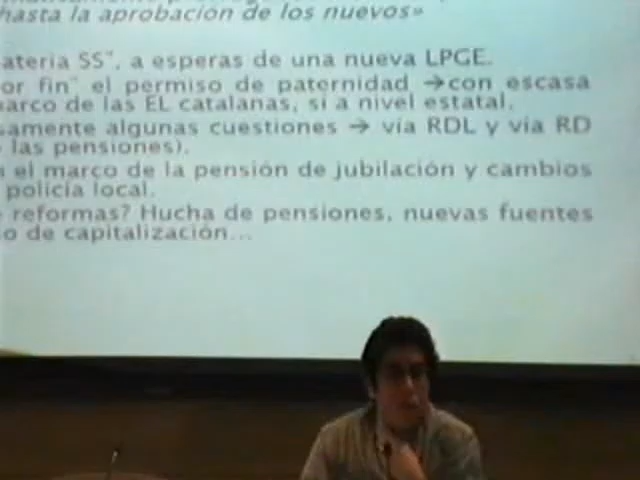 hasta la aprobación de los nuevos»
ateria SS", a esperas de una nueva LPGE.
or fin" el permiso de paternidad →con escasa
marco de las EL catalanas, si a nivel estatal.
samente algunas cuestiones → vía RDL y vía RD
las pensiones).
el marco de la pensión de jubilación y cambios
policía local.
reformas? Hucha de pensiones, nuevas fuentes
o de capitalización...